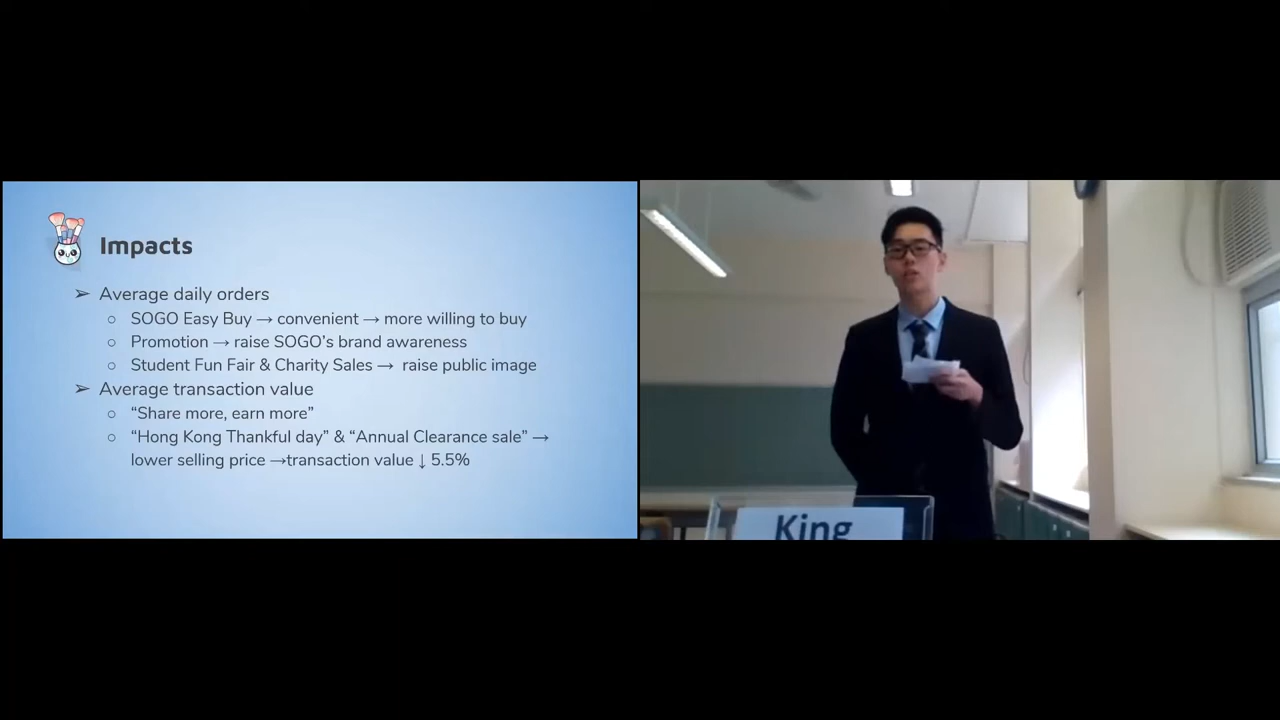 Impacts
➢ Average daily orders
○ SOGO Easy Buy → convenient → more willing to buy
○ Promotion → raise SOGO’s brand awareness
○ Student Fun Fair & Charity Sales → raise public image
➢ Average transaction value
○ “Share more, earn more”
○ “Hong Kong Thankful day” & “Annual Clearance sale” →
lower selling price →transaction value ↓ 5.5%
King